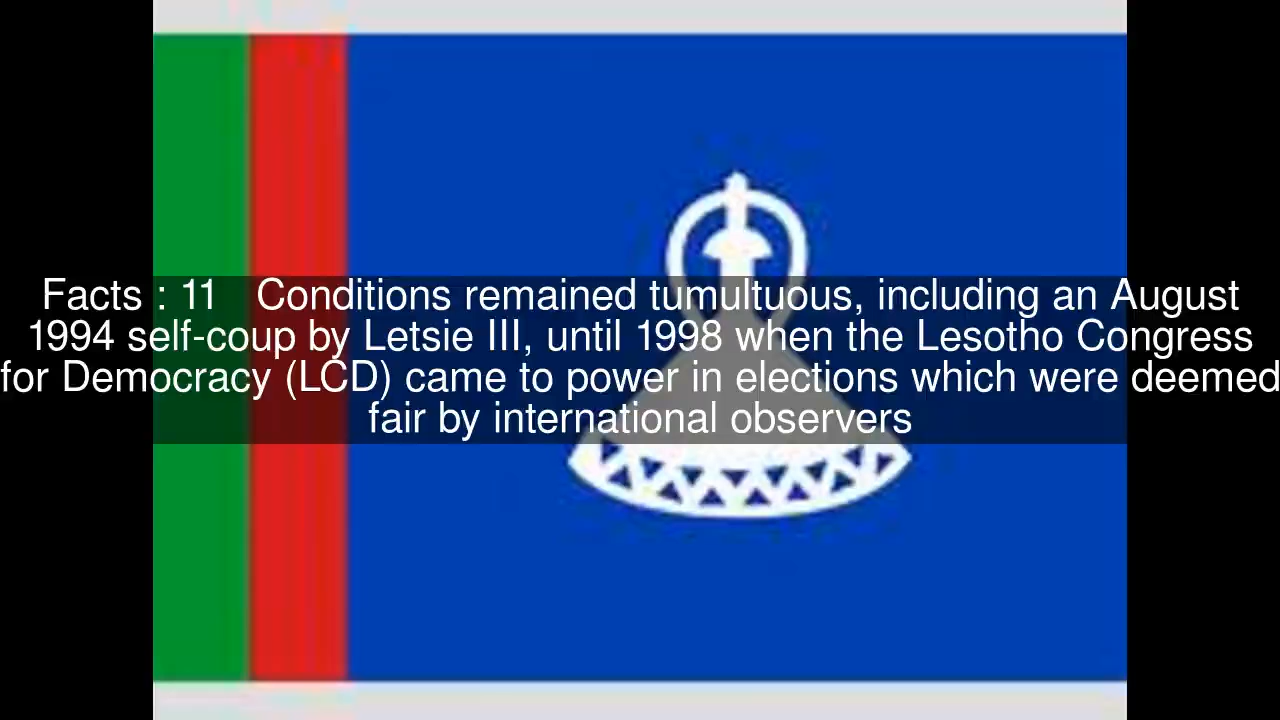 Facts : 11 Conditions remained tumultuous, including an August
1994 self-coup by Letsie III, until 1998 when the Lesotho Congress
for Democracy (LCD) came to power in elections which were deemed
fair by international observers